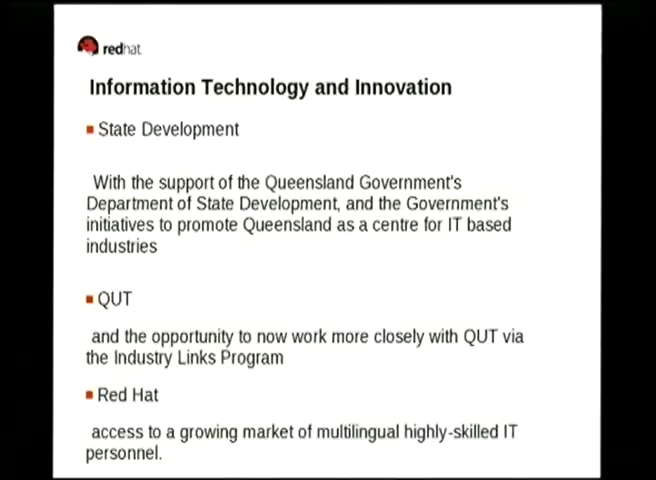 redhat.
Information Technology and Innovation
State Development
With the support of the Queensland Government's
Department of State Development, and the Government's
initiatives to promote Queensland as a centre for IT based
industries
QUT
and the opportunity to now work more closely with QUT via
the Industry Links Program
Red Hat
access to a growing market of multilingual highly-skilled IT
personnel.